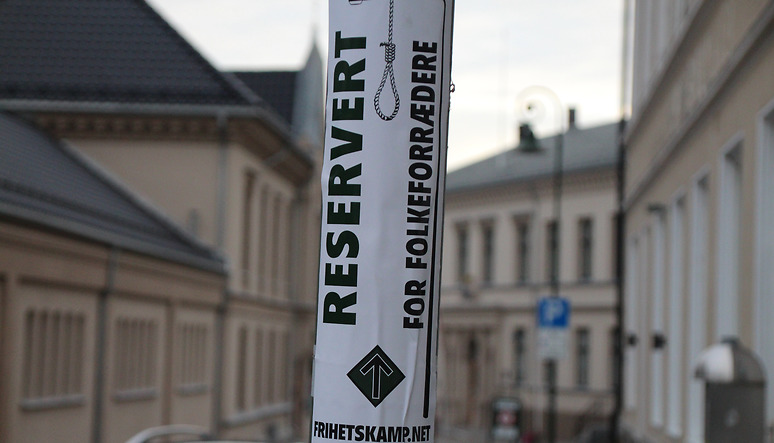 RESERVERT
FOR FOLKEFORRÆDERE
FRIHETSKAMP.NET
P